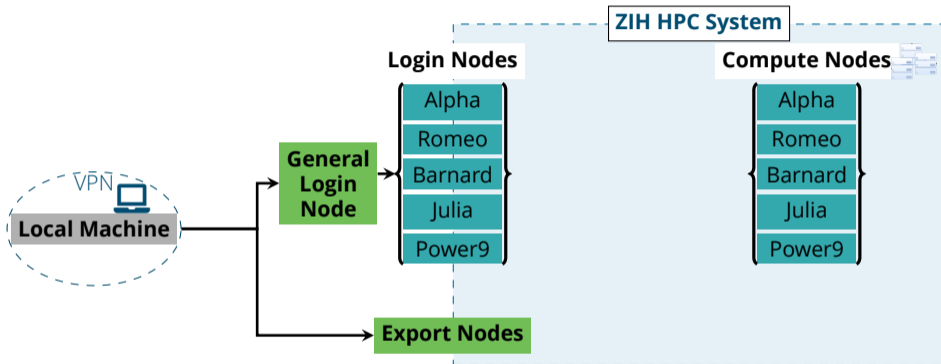 ZIH HPC System
Login Nodes
Compute Nodes
Alpha
Romeo
Barnard
Julia
Power9
Alpha
Romeo
Barnard
Julia
Power9
General
Login
Node
VPN
Local Machine
Export Nodes